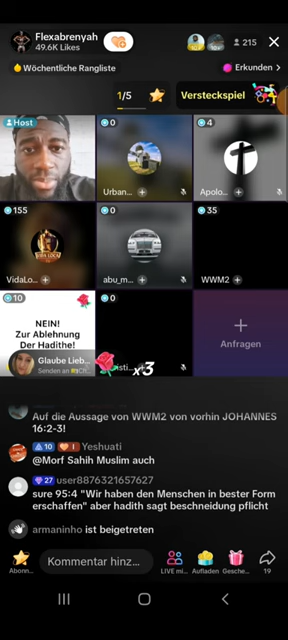 Flexabrenyah
49.6K Likes
215
Wöchentliche Rangliste
Erkunden >
1/5
Versteckspiel
Host
0
Urban...
4
Apolo...
155
VidaLo...
0
abu_m...
35
WWM2
10
NEIN!
Zur Ablehnung
Der Hadithe!
Glaube Lieb...
Senden an
x3
0
Anfragen
Auf die Aussage von WWM2 von vorhin JOHANNES
16:2-3!
10 I Yeshuati
@Morf Sahih Muslim auch
27 user8876321657627
sure 95:4 "Wir haben den Menschen in bester Form
erschaffen" aber hadith sagt beschneidung pflicht
armaninho ist beigetreten
Kommentar hinz...
Abonn...
LIVE mi...
Aufladen
Gesche...
19